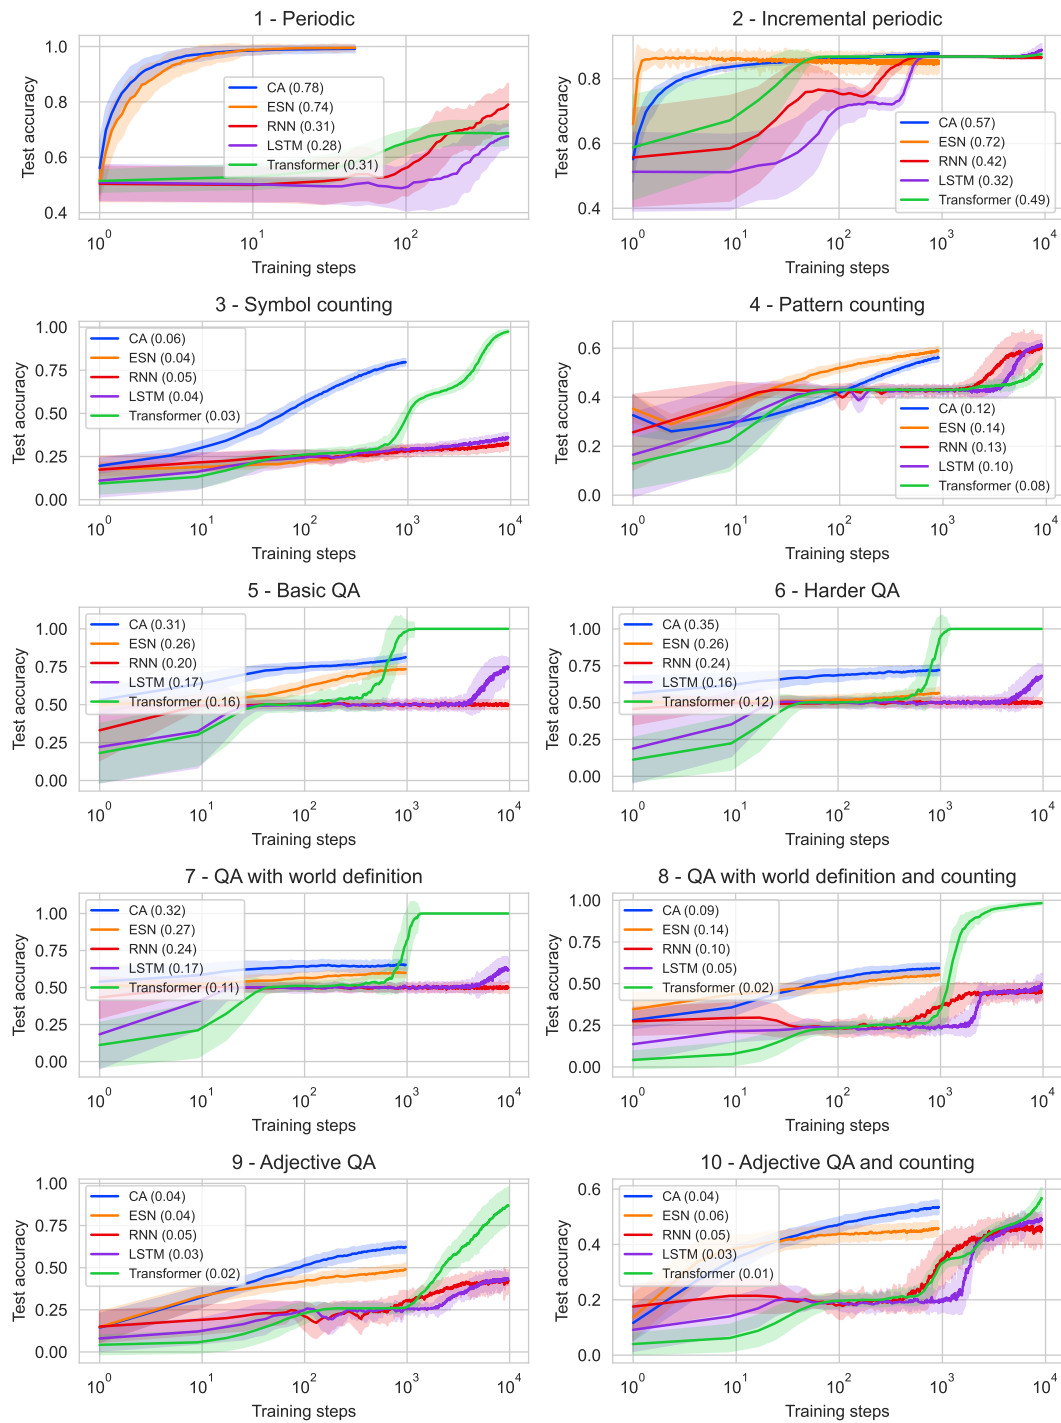 1 - Periodic
1.0
0.8
0.6
0.4
Test accuracy
CA (0.78)
ESN (0.74)
RNN (0.31)
LSTM (0.28)
Transformer (0.31)
10^0
10^1
10^2
Training steps
2 - Incremental periodic
0.8
0.6
0.4
Test accuracy
CA (0.57)
ESN (0.72)
RNN (0.42)
LSTM (0.32)
Transformer (0.49)
10^0
10^1
10^2
10^3
10^4
Training steps
3 - Symbol counting
1.00
0.75
0.50
0.25
0.00
Test accuracy
CA (0.06)
ESN (0.04)
RNN (0.05)
LSTM (0.04)
Transformer (0.03)
10^0
10^1
10^2
10^3
10^4
Training steps
4 - Pattern counting
0.6
0.4
0.2
0.0
Test accuracy
CA (0.12)
ESN (0.14)
RNN (0.13)
LSTM (0.10)
Transformer (0.08)
10^0
10^1
10^2
10^3
10^4
Training steps
5 - Basic QA
1.00
0.75
0.50
0.25
0.00
Test accuracy
CA (0.31)
ESN (0.26)
RNN (0.20)
LSTM (0.17)
Transformer (0.16)
10^0
10^1
10^2
10^3
10^4
Training steps
6 - Harder QA
1.00
0.75
0.50
0.25
0.00
Test accuracy
CA (0.35)
ESN (0.26)
RNN (0.24)
LSTM (0.16)
Transformer (0.12)
10^0
10^1
10^2
10^3
10^4
Training steps
7 - QA with world definition
1.00
0.75
0.50
0.25
0.00
Test accuracy
CA (0.32)
ESN (0.27)
RNN (0.24)
LSTM (0.17)
Transformer (0.11)
10^0
10^1
10^2
10^3
10^4
Training steps
8 - QA with world definition and counting
1.00
0.75
0.50
0.25
0.00
Test accuracy
CA (0.09)
ESN (0.14)
RNN (0.10)
LSTM (0.05)
Transformer (0.02)
10^0
10^1
10^2
10^3
10^4
Training steps
9 - Adjective QA
1.00
0.75
0.50
0.25
0.00
Test accuracy
CA (0.04)
ESN (0.04)
RNN (0.05)
LSTM (0.03)
Transformer (0.02)
10^0
10^1
10^2
10^3
10^4
Training steps
10 - Adjective QA and counting
0.6
0.4
0.2
0.0
Test accuracy
CA (0.04)
ESN (0.06)
RNN (0.05)
LSTM (0.03)
Transformer (0.01)
10^0
10^1
10^2
10^3
10^4
Training steps